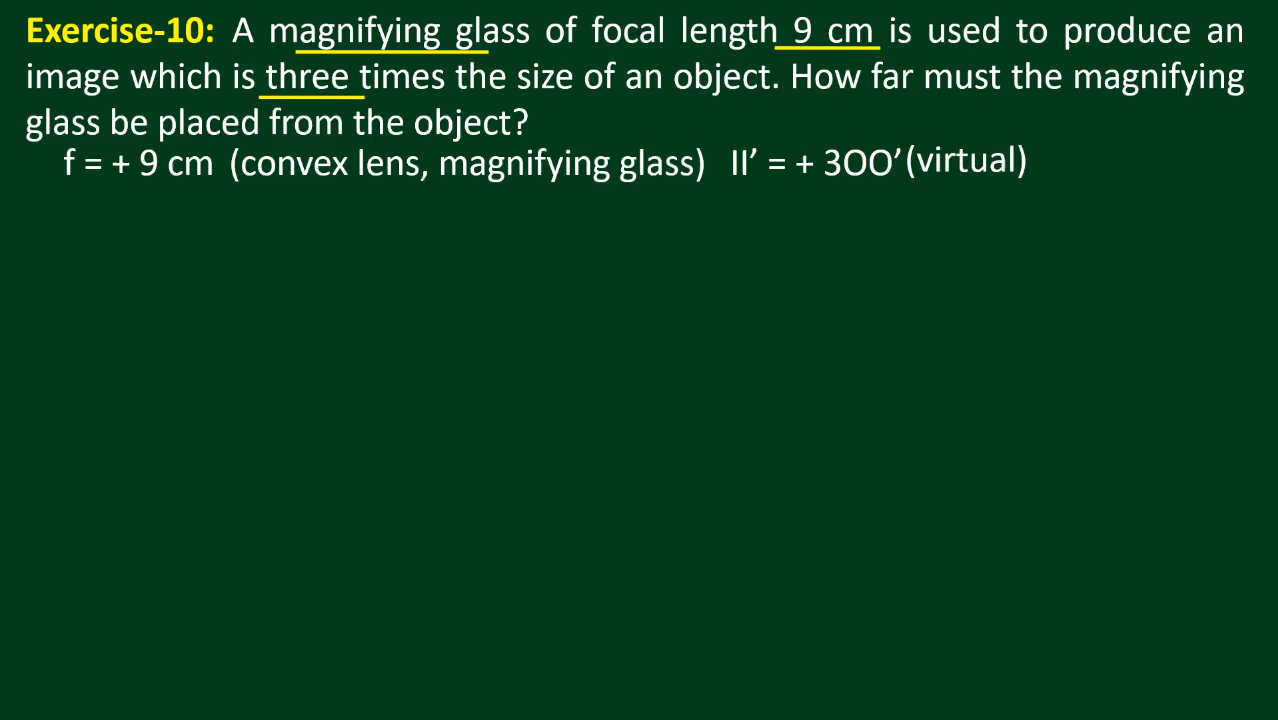 Exercise-10: A magnifying glass of focal length 9 cm is used to produce an
image which is three times the size of an object. How far must the magnifying
glass be placed from the object?
f = + 9 cm (convex lens, magnifying glass) II’ = + 3OO’ (virtual)